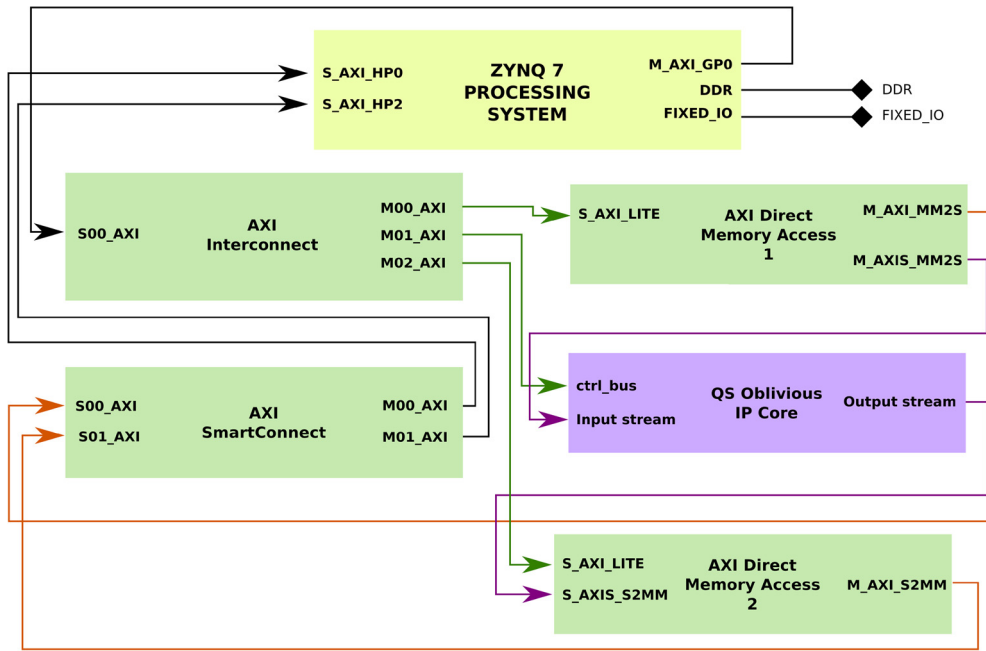 S_AXI_HP0
S_AXI_HP2
ZYNQ 7
PROCESSING
SYSTEM
M_AXI_GP0
DDR
FIXED_IO
DDR
FIXED_IO
S00_AXI
AXI
Interconnect
M00_AXI
M01_AXI
M02_AXI
S_AXI_LITE
AXI Direct
Memory Access
1
M_AXI_MM2S
M_AXIS_MM2S
ctrl_bus
Input stream
QS Oblivious
IP Core
Output stream
S00_AXI
S01_AXI
AXI
SmartConnect
M00_AXI
M01_AXI
S_AXI_LITE
S_AXIS_S2MM
AXI Direct
Memory Access
2
M_AXI_S2MM